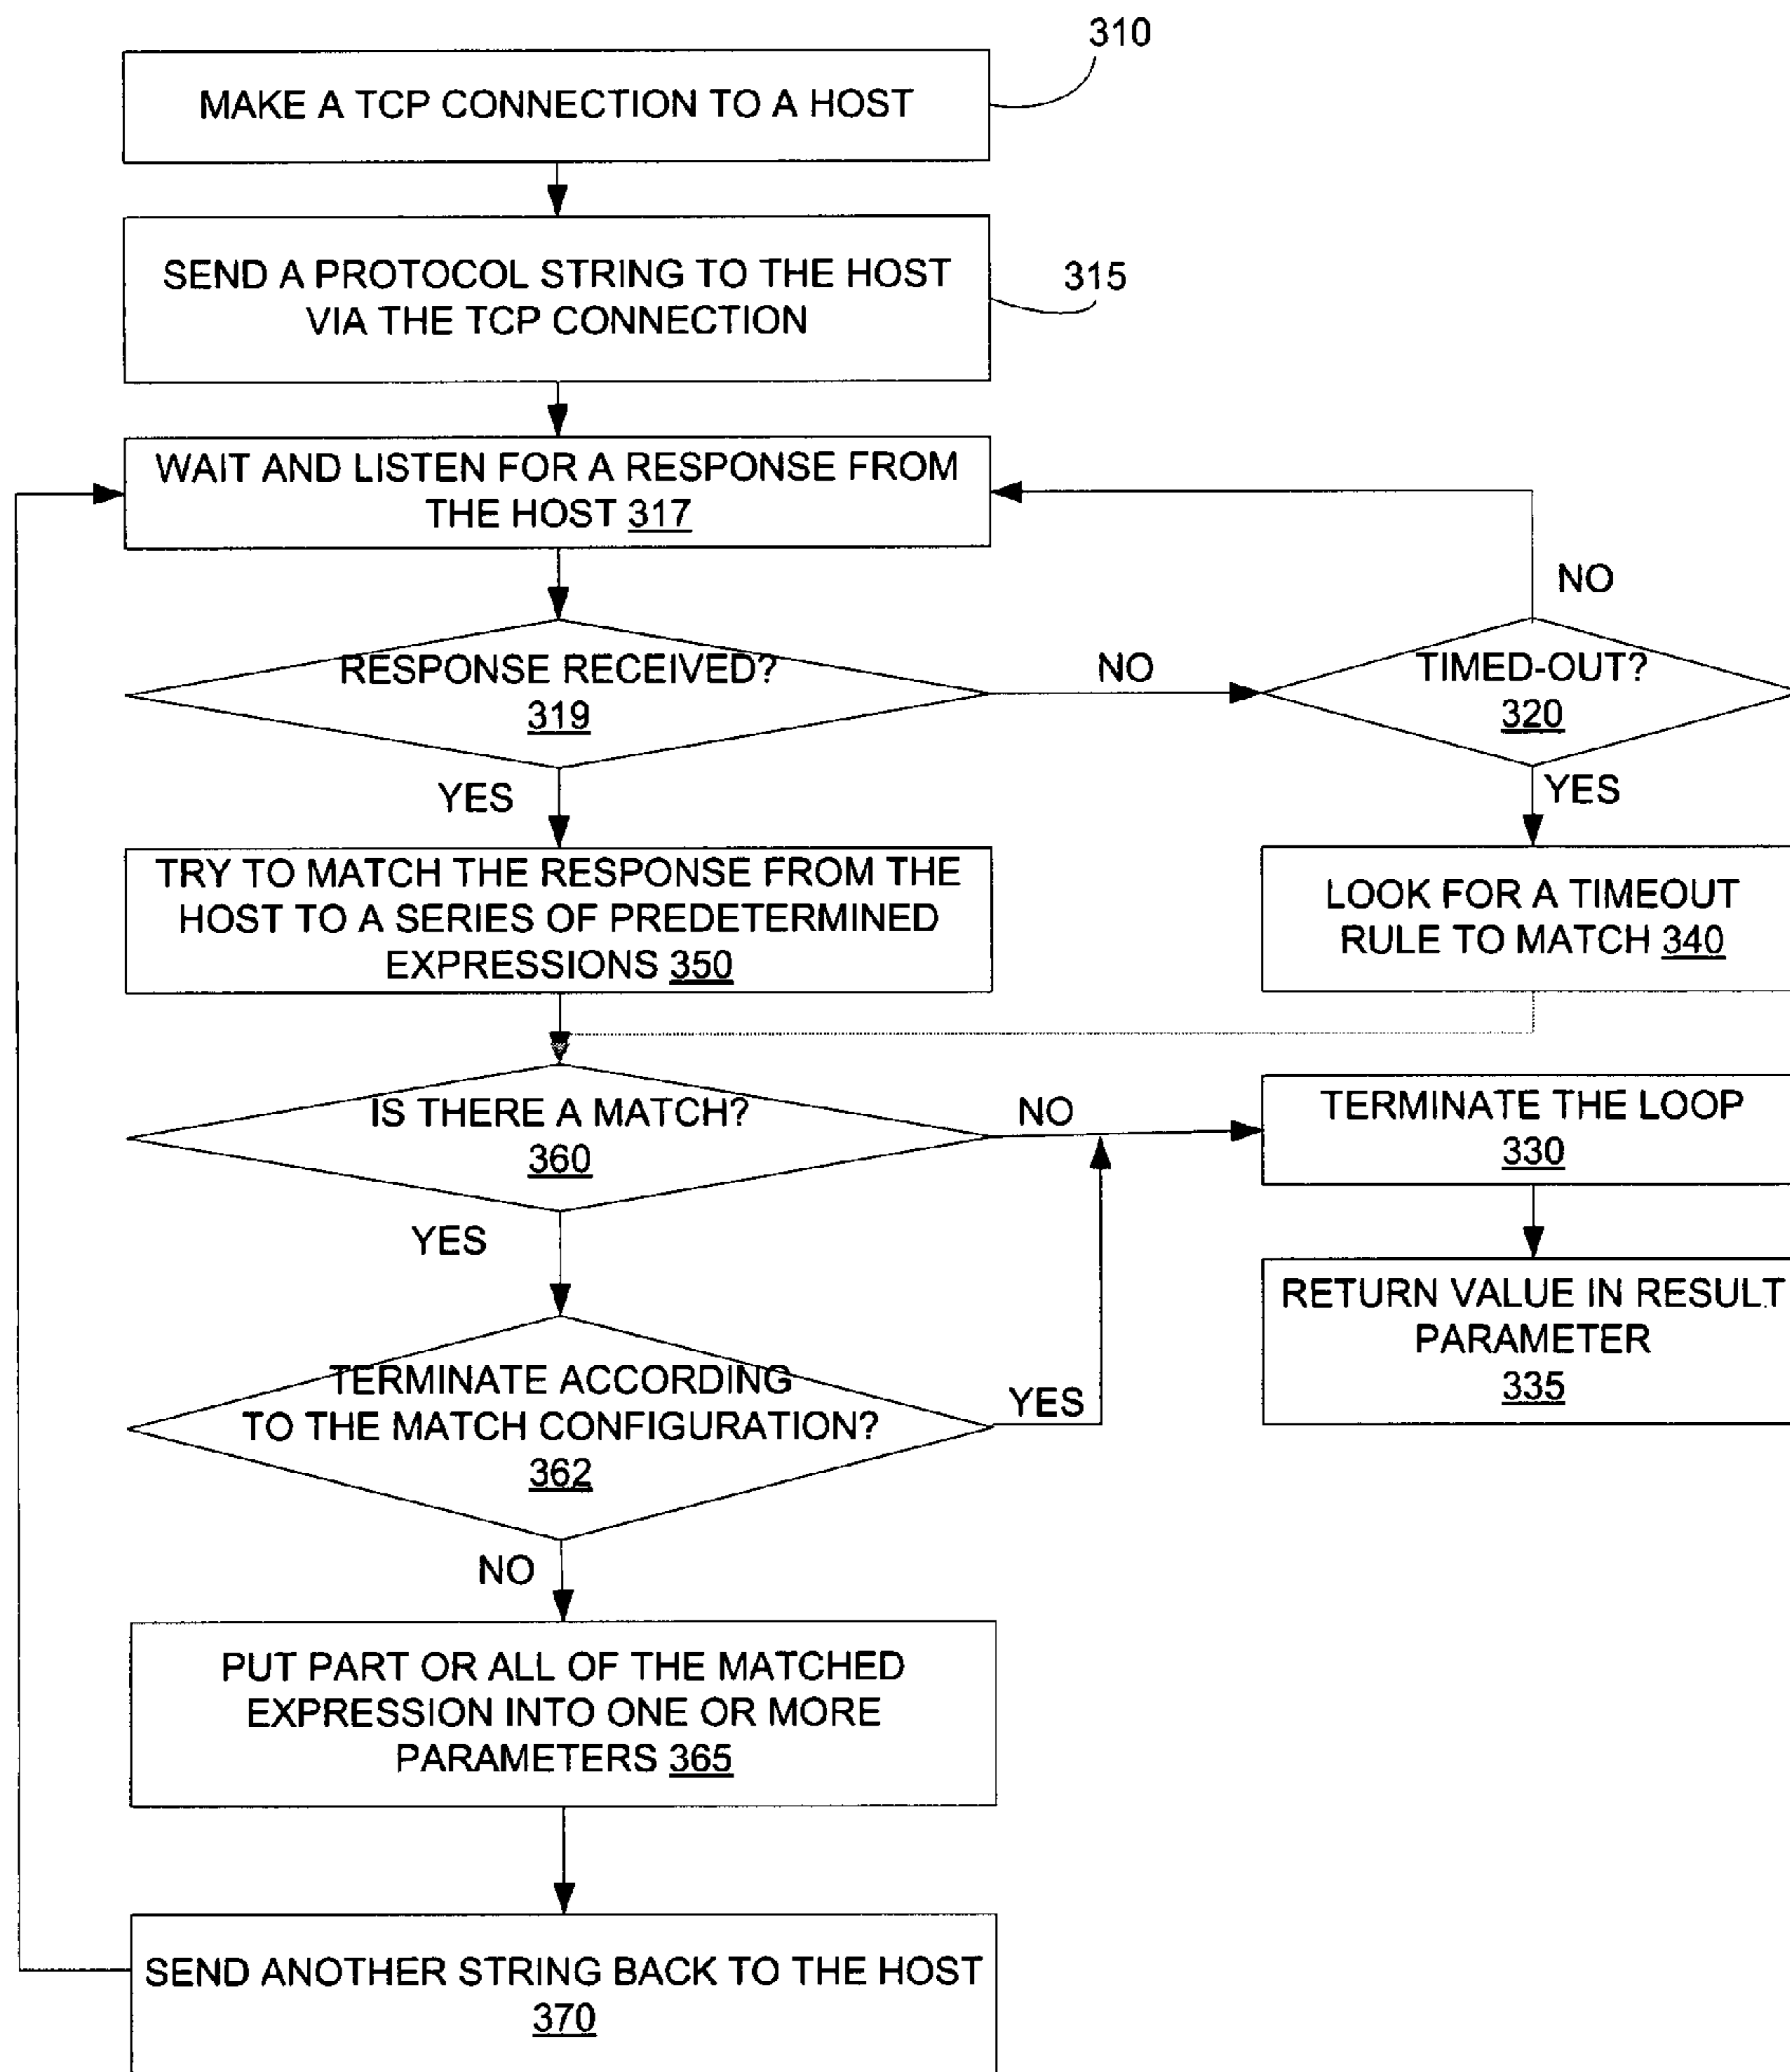 310
MAKE A TCP CONNECTION TO A HOST
SEND A PROTOCOL STRING TO THE HOST
VIA THE TCP CONNECTION
315
WAIT AND LISTEN FOR A RESPONSE FROM
THE HOST 317
NO
RESPONSE RECEIVED?
319
NO
TIMED-OUT?
320
YES
YES
TRY TO MATCH THE RESPONSE FROM THE
HOST TO A SERIES OF PREDETERMINED
EXPRESSIONS 350
LOOK FOR A TIMEOUT
RULE TO MATCH 340
IS THERE A MATCH?
360
NO
TERMINATE THE LOOP
330
YES
RETURN VALUE IN RESULT
PARAMETER
335
TERMINATE ACCORDING
TO THE MATCH CONFIGURATION?
362
YES
NO
PUT PART OR ALL OF THE MATCHED
EXPRESSION INTO ONE OR MORE
PARAMETERS 365
SEND ANOTHER STRING BACK TO THE HOST
370